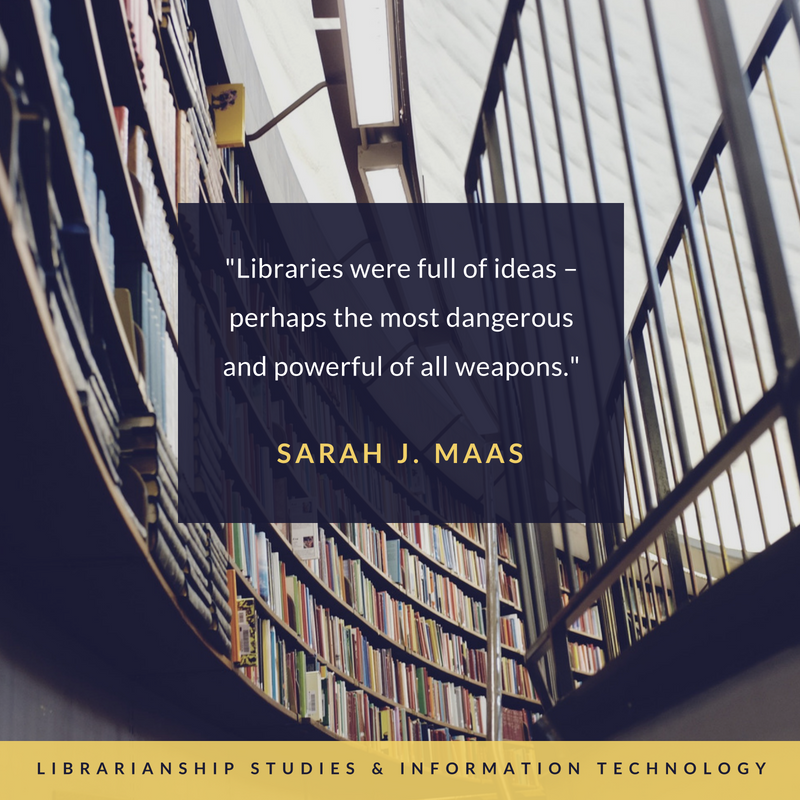 "Libraries were full of ideas –
perhaps the most dangerous
and powerful of all weapons."
SARAH J. MAAS
LIBRARIANSHIP STUDIES & INFORMATION TECHNOLOGY